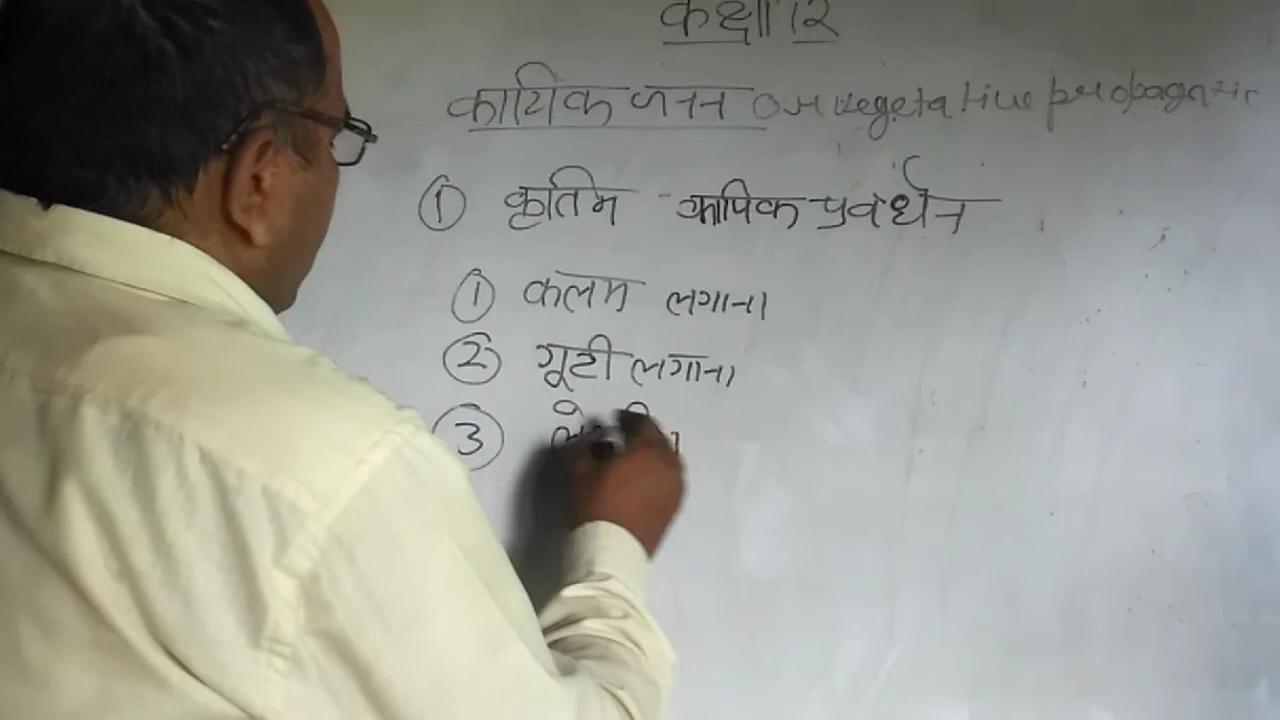 कक्षा 12
कायिक जनन or vegetative propagation
① कृतिम कायिक प्रवर्धन
① कलम लगाना
② गूटी लगाना
③